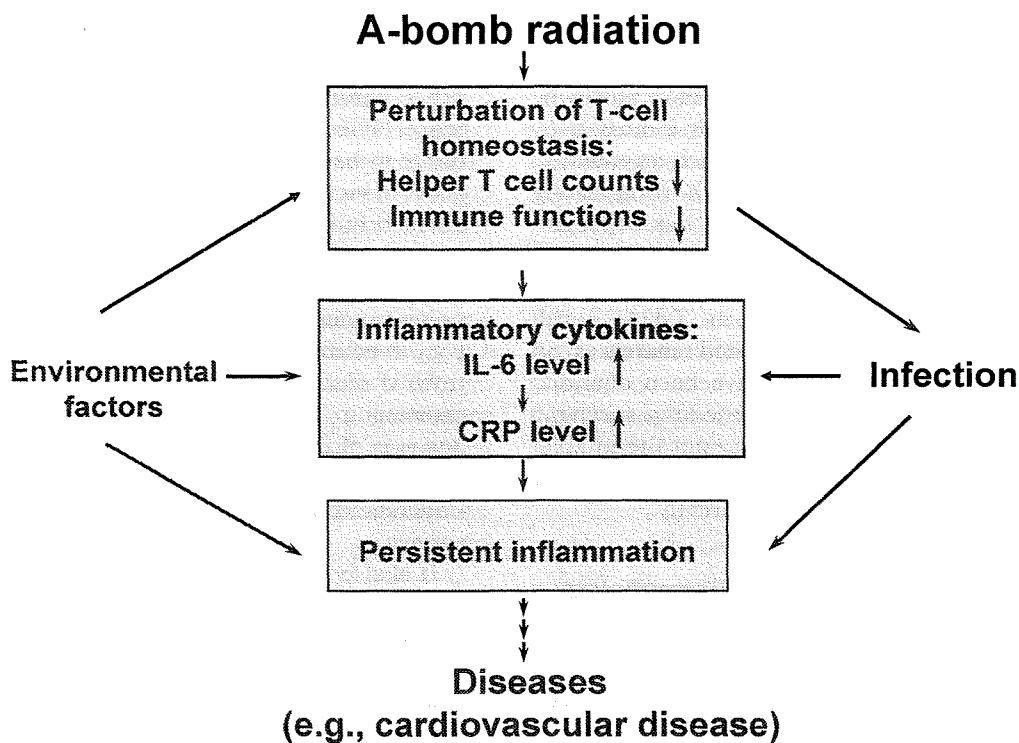 A-bomb radiation
Perturbation of T-cell
homeostasis:
Helper T cell counts ↓
Immune functions ↓
Inflammatory cytokines:
IL-6 level ↑
CRP level ↑
Environmental
factors
Infection
Persistent inflammation
Diseases
(e.g., cardiovascular disease)